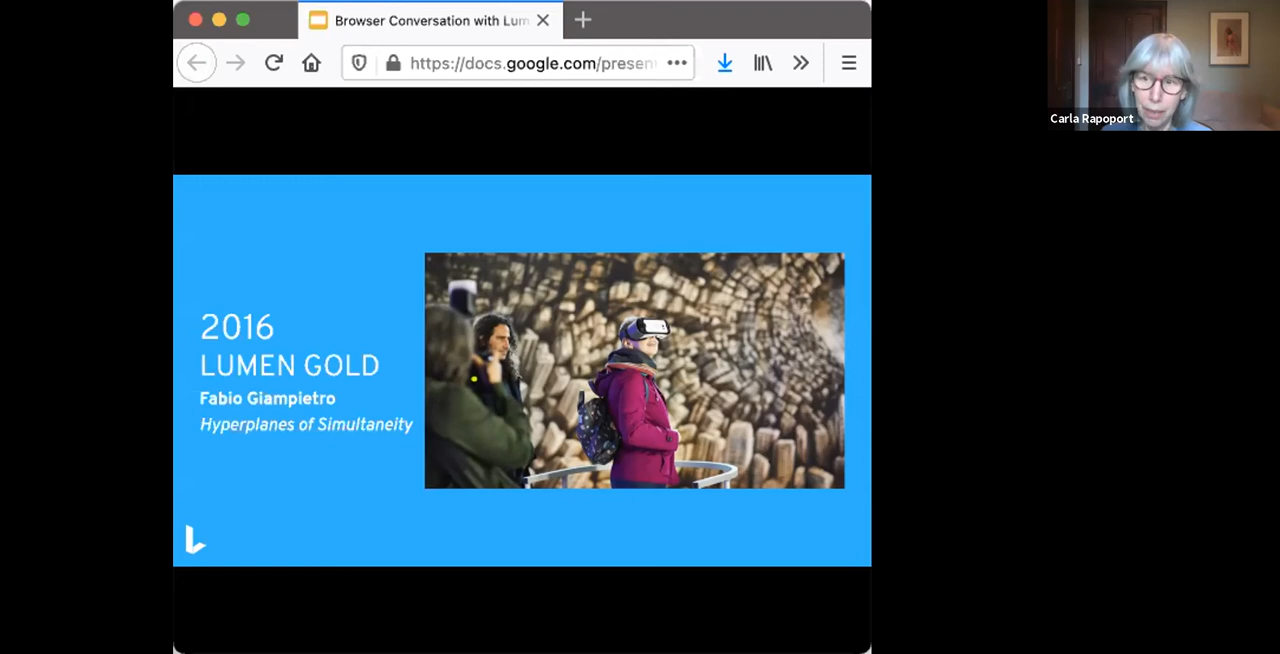 Browser Conversation with Lum
https://docs.google.com/presen
Carla Rapoport
2016
LUMEN GOLD
Fabio Giampietro
Hyperplanes of Simultaneity